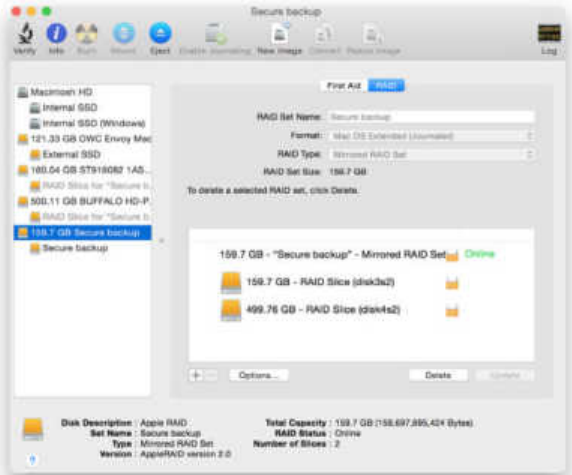 Secure backup
Verify Info Burn Mount Eject Enable Journaling New Image Convert Resize Image Log
First Aid RAID
Macintosh HD
Internal SSD
Internal SSD (Windows)
121.33 GB OWC Envoy Mac
External SSD
160.04 GB ST916082 1AS...
RAID Slice for "Secure b...
500.11 GB BUFFALO HD-P...
RAID Slice for "Secure b...
159.7 GB Secure backup
Secure backup
RAID Set Name: Secure backup
Format: Mac OS Extended (Journaled)
RAID Type: Mirrored RAID Set
RAID Set Size: 159.7 GB
To delete a selected RAID set, click Delete.
159.7 GB - "Secure backup" - Mirrored RAID Set Online
159.7 GB - RAID Slice (disk3s2)
499.76 GB - RAID Slice (disk4s2)
+ - Options... Delete Update
Disk Description : Apple RAID
Set Name : Secure backup
Type : Mirrored RAID Set
Version : AppleRAID version 2.0
Total Capacity : 159.7 GB (159,697,895,424 Bytes)
RAID Status : Online
Number of Slices : 2
?